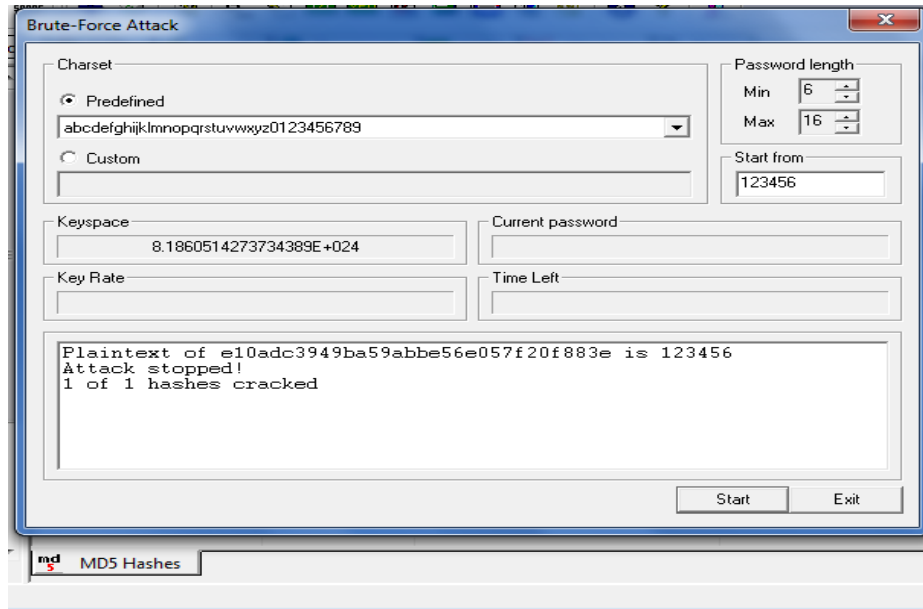 Brute-Force Attack
Charset
Predefined
abcdefghijklmnopqrstuvwxyz0123456789
Custom
Password length
Min 6
Max 16
Start from
123456
Keyspace
8.1860514273734389E+024
Current password
Key Rate
Time Left
Plaintext of e10adc3949ba59abbe56e057f20f883e is 123456
Attack stopped!
1 of 1 hashes cracked
Start Exit
md5 MD5 Hashes